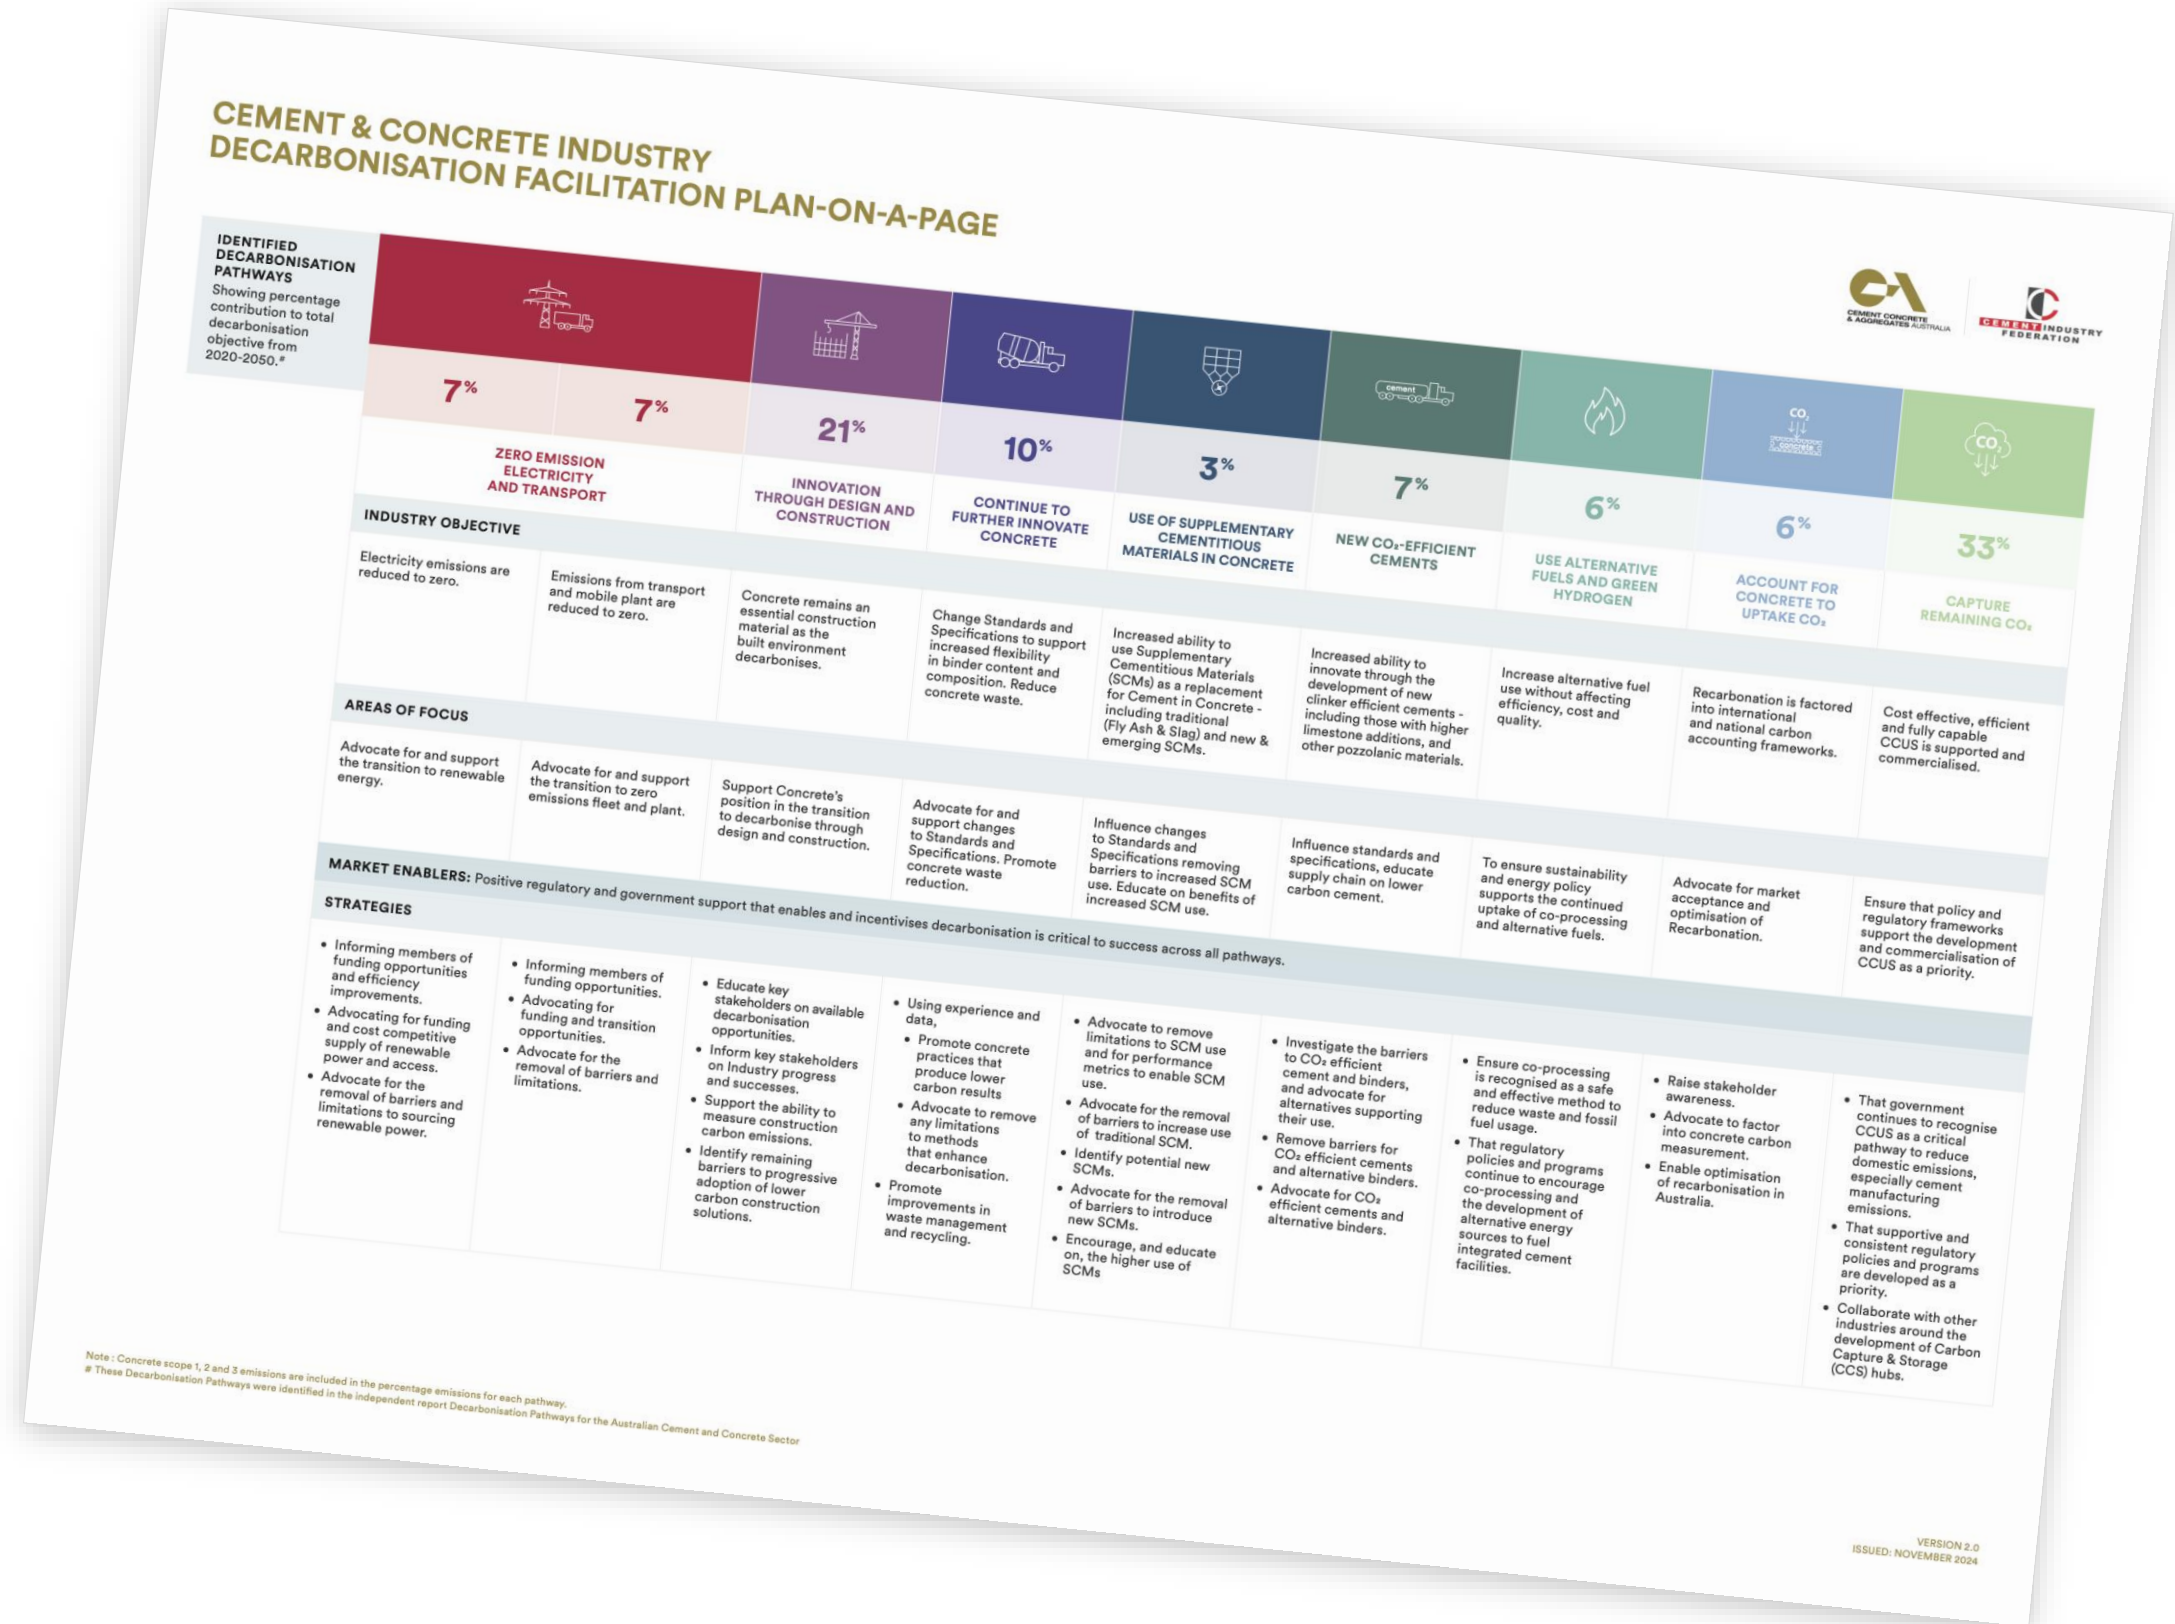 CEMENT & CONCRETE INDUSTRY
DECARBONISATION FACILITATION PLAN-ON-A-PAGE
CEMENT CONCRETE
& AGGREGATES AUSTRALIA
CEMENT INDUSTRY
FEDERATION
IDENTIFIED
DECARBONISATION
PATHWAYS
Showing percentage
contribution to total
decarbonisation
objective from
2020-2050.#
7%
7%
ZERO EMISSION
ELECTRICITY
AND TRANSPORT
21%
INNOVATION
THROUGH DESIGN AND
CONSTRUCTION
10%
CONTINUE TO
FURTHER INNOVATE
CONCRETE
3%
USE OF SUPPLEMENTARY
CEMENTITIOUS
MATERIALS IN CONCRETE
cement
7%
NEW CO₂-EFFICIENT
CEMENTS
6%
USE ALTERNATIVE
FUELS AND GREEN
HYDROGEN
CO₂
concrete
6%
ACCOUNT FOR
CONCRETE TO
UPTAKE CO₂
CO₂
33%
CAPTURE
REMAINING CO₂
INDUSTRY OBJECTIVE
Electricity emissions are
reduced to zero.
Emissions from transport
and mobile plant are
reduced to zero.
Concrete remains an
essential construction
material as the
built environment
decarbonises.
Change Standards and
Specifications to support
increased flexibility
in binder content and
composition. Reduce
concrete waste.
Increased ability to
use Supplementary
Cementitious Materials
(SCMs) as a replacement
for Cement in Concrete -
including traditional
(Fly Ash & Slag) and new &
emerging SCMs.
Increased ability to
innovate through the
development of new
clinker efficient cements -
including those with higher
limestone additions, and
other pozzolanic materials.
Increase alternative fuel
use without affecting
efficiency, cost and
quality.
Recarbonation is factored
into international
and national carbon
accounting frameworks.
Cost effective, efficient
and fully capable
CCUS is supported and
commercialised.
AREAS OF FOCUS
Advocate for and support
the transition to renewable
energy.
Advocate for and support
the transition to zero
emissions fleet and plant.
Support Concrete's
position in the transition
to decarbonise through
design and construction.
Advocate for and
support changes
to Standards and
Specifications. Promote
concrete waste
reduction.
Influence changes
to Standards and
Specifications removing
barriers to increased SCM
use. Educate on benefits of
increased SCM use.
Influence standards and
specifications, educate
supply chain on lower
carbon cement.
To ensure sustainability
and energy policy
supports the continued
uptake of co-processing
and alternative fuels.
Advocate for market
acceptance and
optimisation of
Recarbonation.
Ensure that policy and
regulatory frameworks
support the development
and commercialisation of
CCUS as a priority.
MARKET ENABLERS: Positive regulatory and government support that enables and incentivises decarbonisation is critical to success across all pathways.
STRATEGIES
• Informing members of
funding opportunities
and efficiency
improvements.
• Advocating for funding
and cost competitive
supply of renewable
power and access.
• Advocate for the
removal of barriers and
limitations to sourcing
renewable power.
• Informing members of
funding opportunities.
• Advocating for
funding and transition
opportunities.
• Advocate for the
removal of barriers and
limitations.
• Educate key
stakeholders on available
decarbonisation
opportunities.
• Inform key stakeholders
on Industry progress
and successes.
• Support the ability to
measure construction
carbon emissions.
• Identify remaining
barriers to progressive
adoption of lower
carbon construction
solutions.
• Using experience and
data,
• Promote concrete
practices that
produce lower
carbon results
• Advocate to remove
any limitations
to methods
that enhance
decarbonisation.
• Promote
improvements in
waste management
and recycling.
• Advocate to remove
limitations to SCM use
and for performance
metrics to enable SCM
use.
• Advocate for the removal
of barriers to increase use
of traditional SCM.
• Identify potential new
SCMs.
• Advocate for the removal
of barriers to introduce
new SCMs.
• Encourage, and educate
on, the higher use of
SCMs
• Investigate the barriers
to CO₂ efficient
cement and binders,
and advocate for
alternatives supporting
their use.
• Remove barriers for
CO₂ efficient cements
and alternative binders.
• Advocate for CO₂
efficient cements and
alternative binders.
• Ensure co-processing
is recognised as a safe
and effective method to
reduce waste and fossil
fuel usage.
• That regulatory
policies and programs
continue to encourage
co-processing and
the development of
alternative energy
sources to fuel
integrated cement
facilities.
• Raise stakeholder
awareness.
• Advocate to factor
into concrete carbon
measurement.
• Enable optimisation
of recarbonisation in
Australia.
• That government
continues to recognise
CCUS as a critical
pathway to reduce
domestic emissions,
especially cement
manufacturing
emissions.
• That supportive and
consistent regulatory
policies and programs
are developed as a
priority.
• Collaborate with other
industries around the
development of Carbon
Capture & Storage
(CCS) hubs.
Note : Concrete scope 1, 2 and 3 emissions are included in the percentage emissions for each pathway.
# These Decarbonisation Pathways were identified in the independent report Decarbonisation Pathways for the Australian Cement and Concrete Sector
VERSION 2.0
ISSUED: NOVEMBER 2024